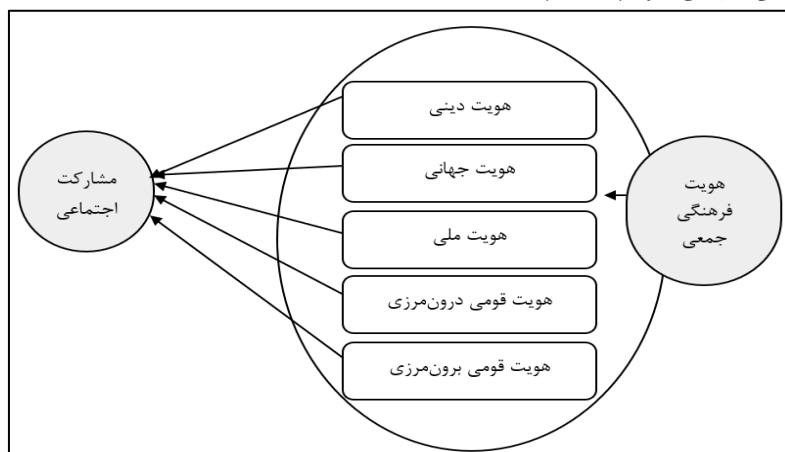 هویت
فرهنگی
جمعی
هویت دینی
هویت جهانی
هویت ملی
هویت قومی درون‌مرزی
هویت قومی برون‌مرزی
مشارکت
اجتماعی